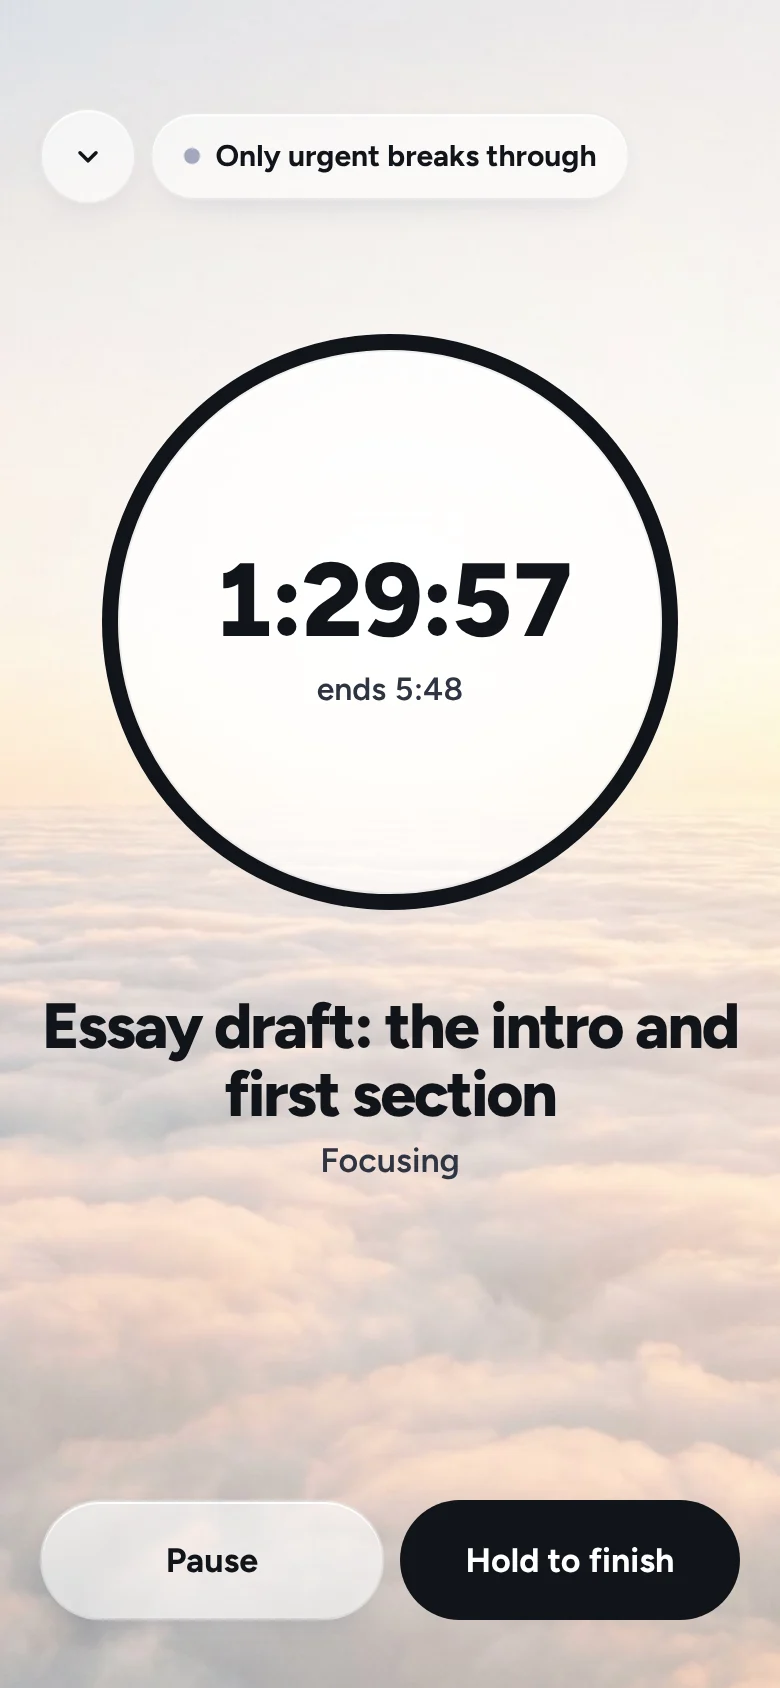 Only urgent breaks through
1:29:57
ends 5:48
Essay draft: the intro and
first section
Focusing
Pause
Hold to finish